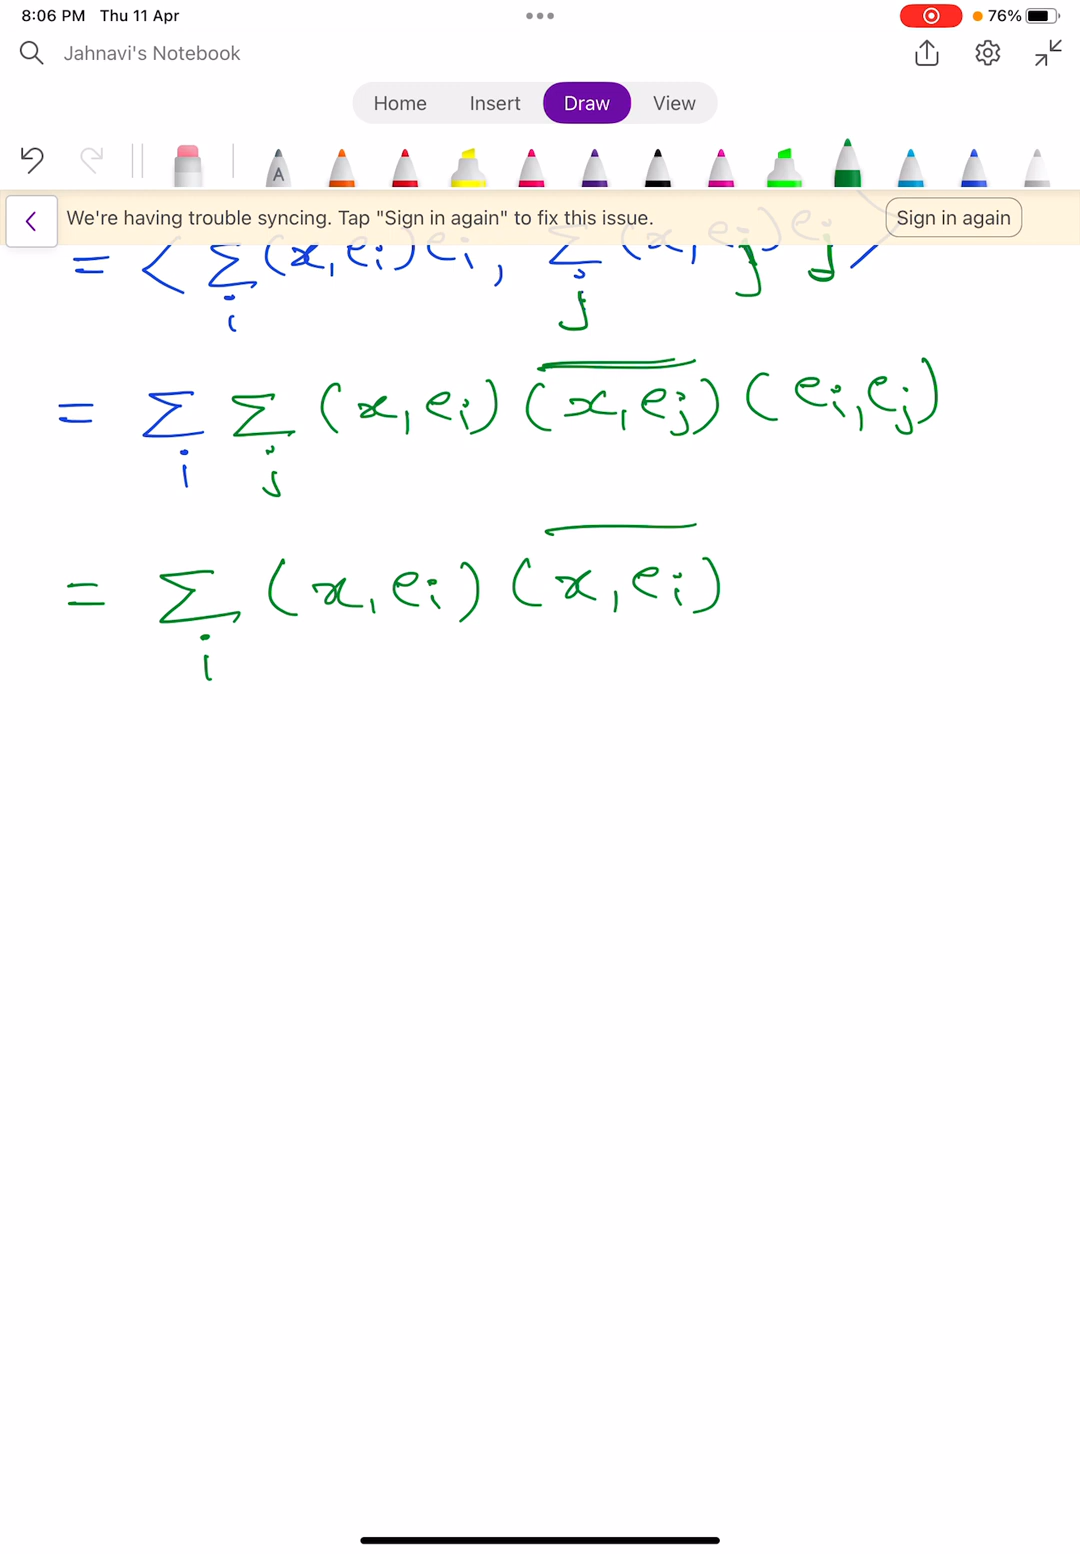 8:06 PM Thu 11 Apr
76%
Jahnavi's Notebook
Home Insert Draw View
A
We're having trouble syncing. Tap "Sign in again" to fix this issue. Sign in again
= < Σ_i (x, e_i) e_i, Σ_j (x, e_j) e_j >
= Σ_i Σ_j (x, e_i) \overline{(x, e_j)} (e_i, e_j)
= Σ_i (x, e_i) \overline{(x, e_i)}